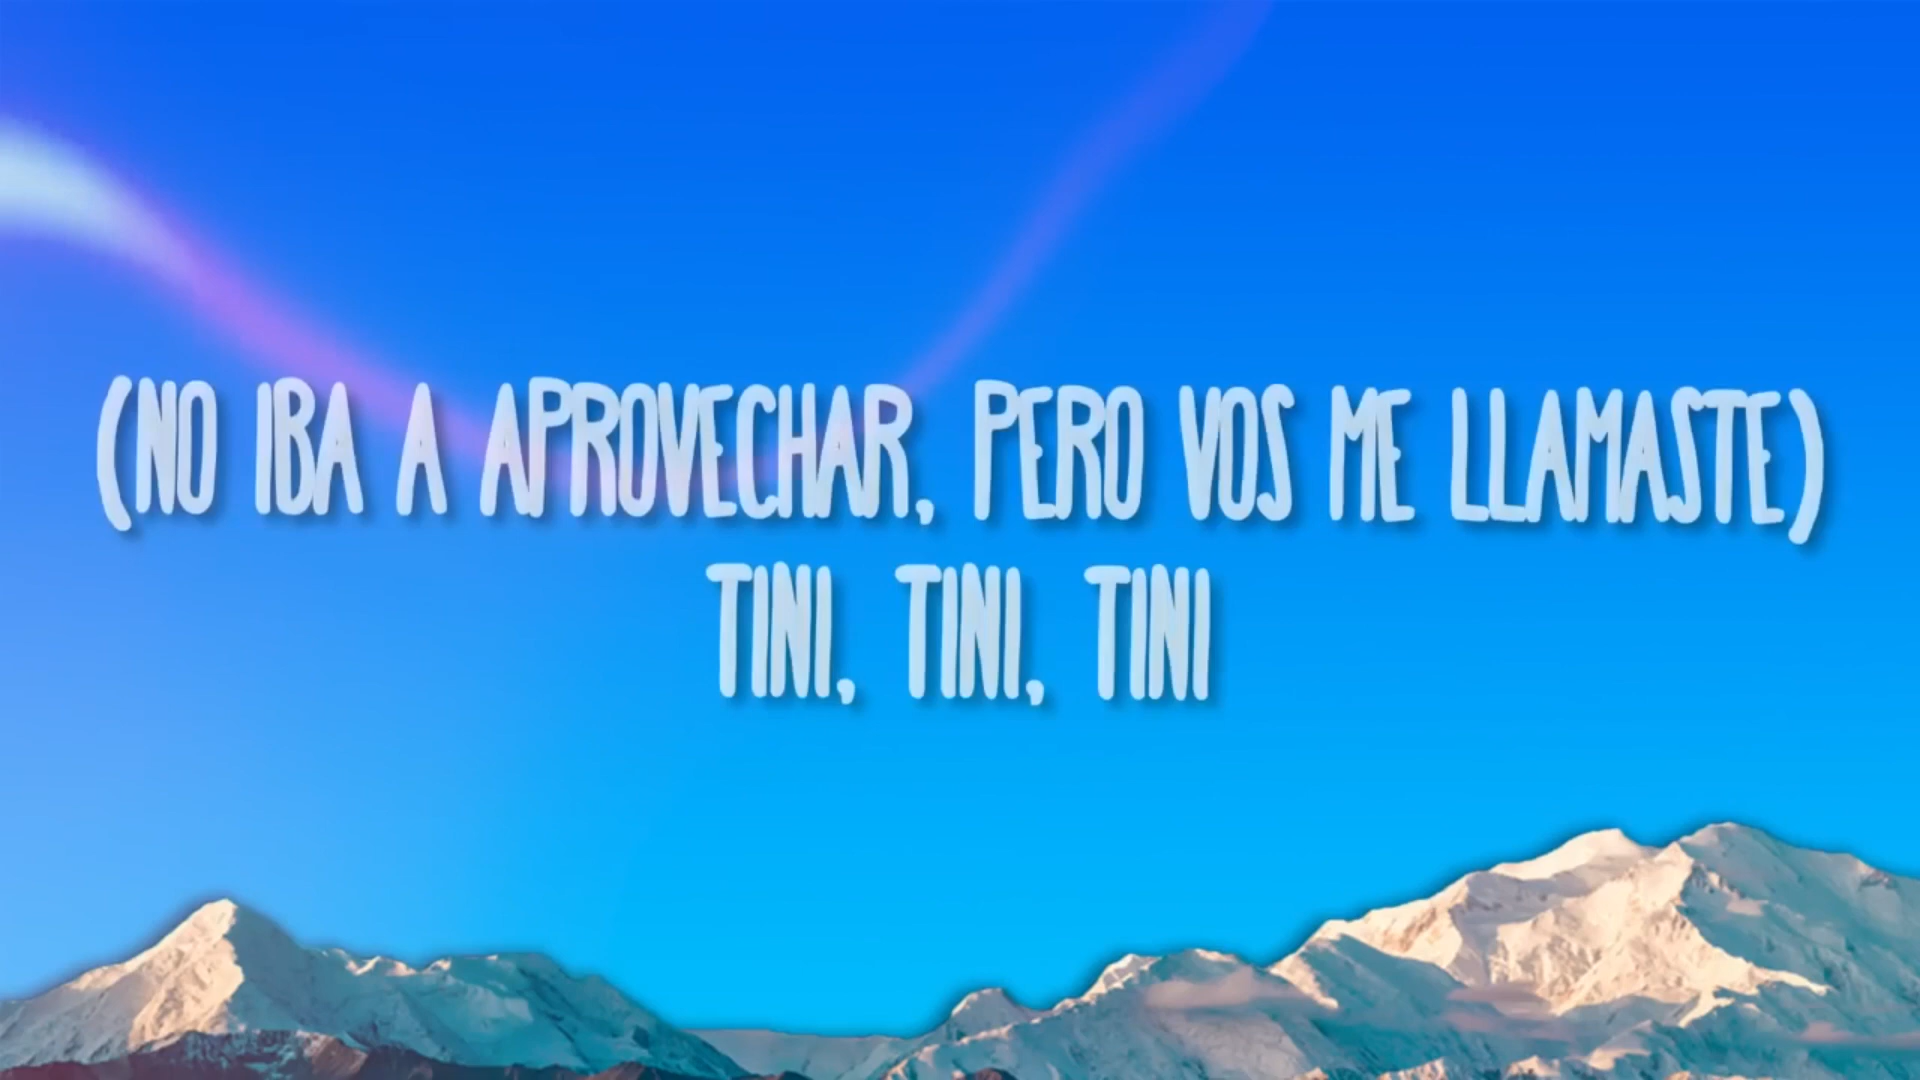 (NO IBA A APROVECHAR, PERO VOS ME LLAMASTE)
TINI, TINI, TINI